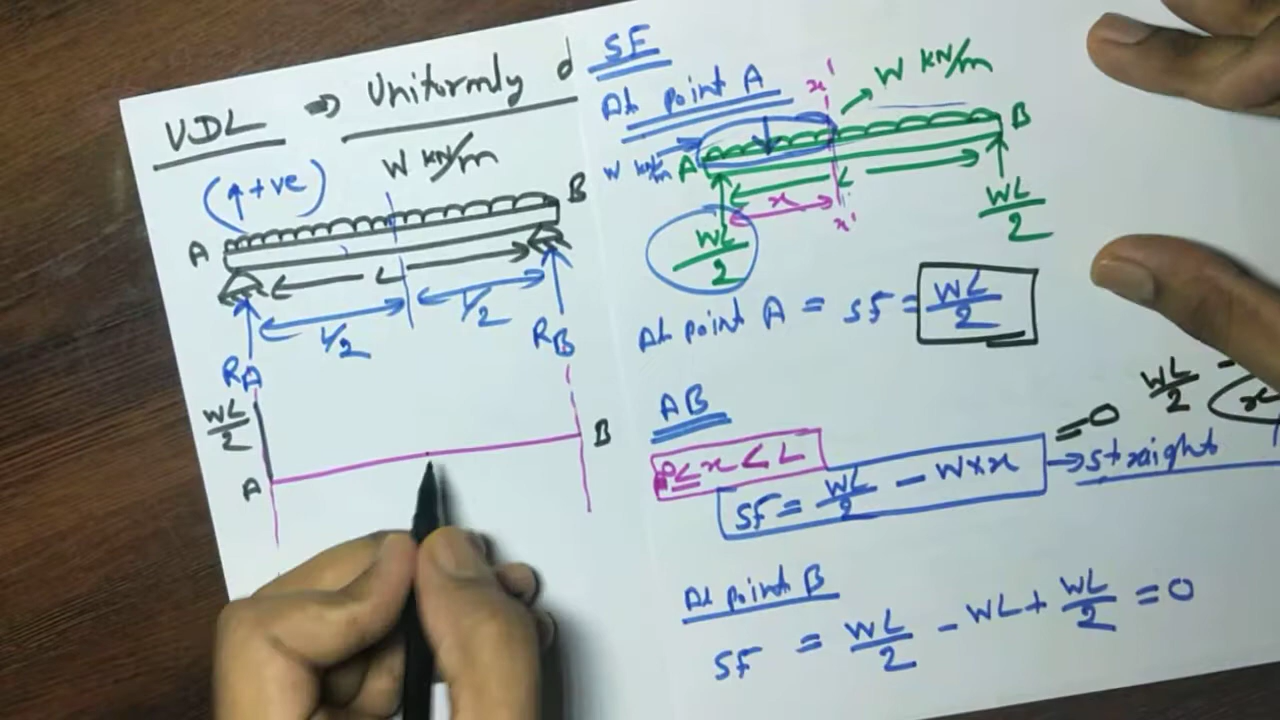 UDL ⇒ Uniformly d
W KN/m
(↑+ve)
A
B
L
L/2
L/2
RA
RB
WL/2
A
B
SF
At point A
W KN/m
W KN/m
x'
A
B
L
x
x'
WL/2
WL/2
At point A = SF = WL/2
AB
0≤x<L
SF = WL/2 - W×x
→ straight
=0
WL/2 -
At point B
SF = WL/2 - WL + WL/2 = 0